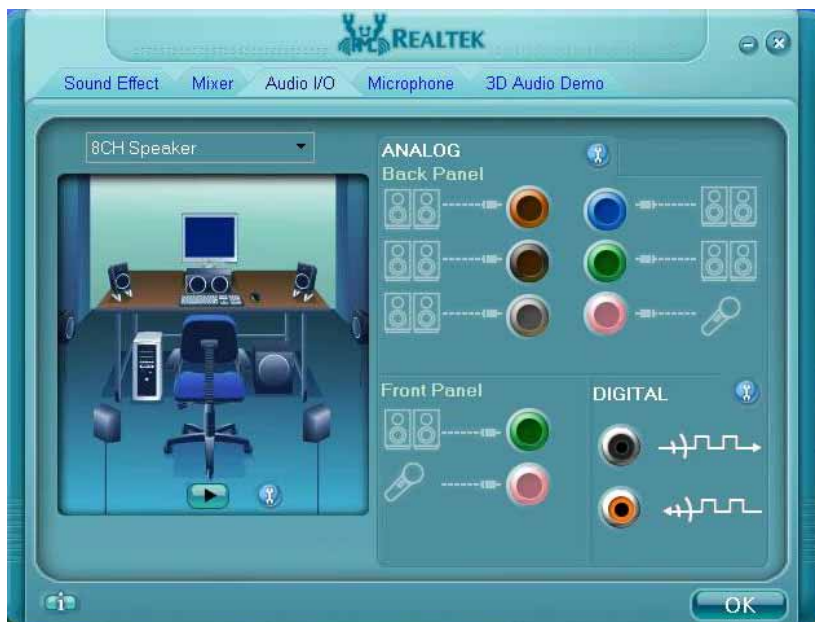 REALTEK
Sound Effect Mixer Audio I/O Microphone 3D Audio Demo
8CH Speaker
ANALOG
Back Panel
Front Panel
DIGITAL
i
OK